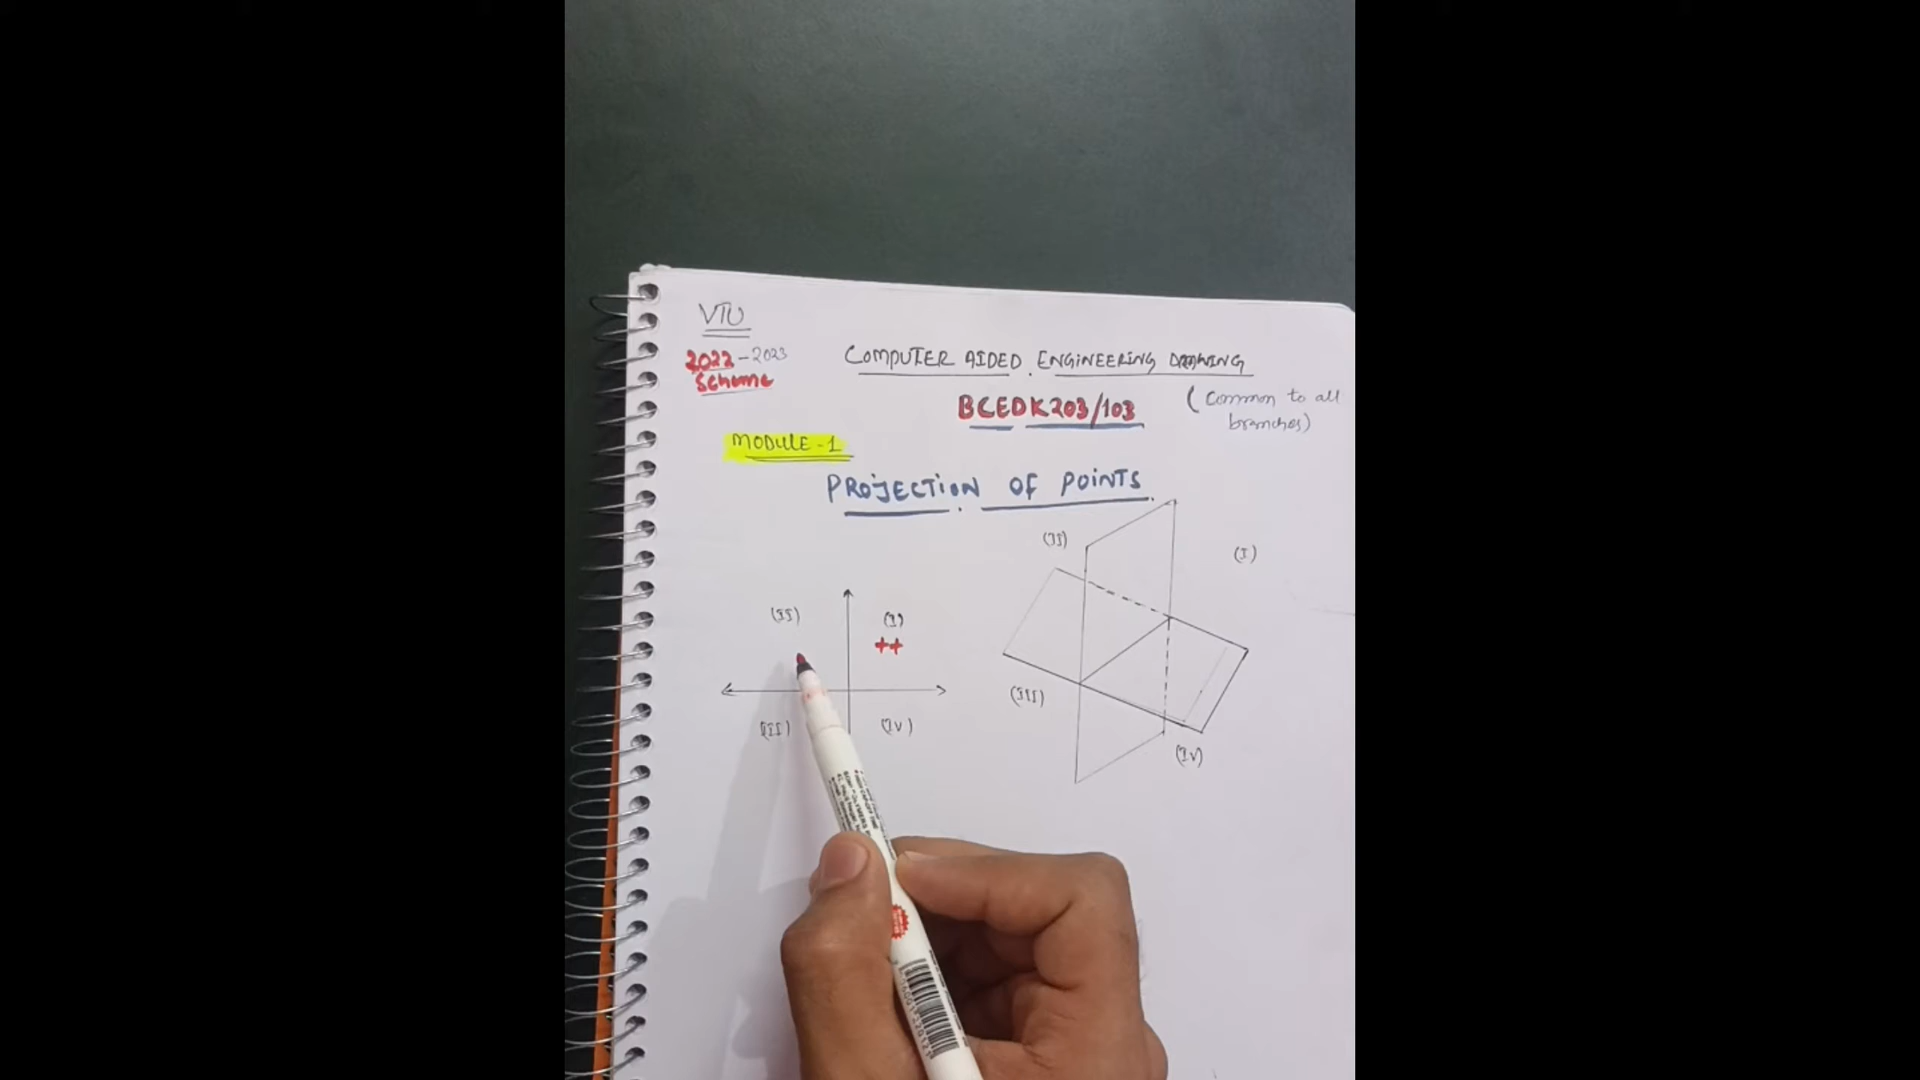 VTU
2022-2023
Scheme
COMPUTER AIDED ENGINEERING DRAWING
BCEDK203/103
(Common to all
branches)
MODULE-1
PROJECTION OF POINTS
(II)
(I)
(II)
(I)
++
(III)
(III)
(IV)
(IV)